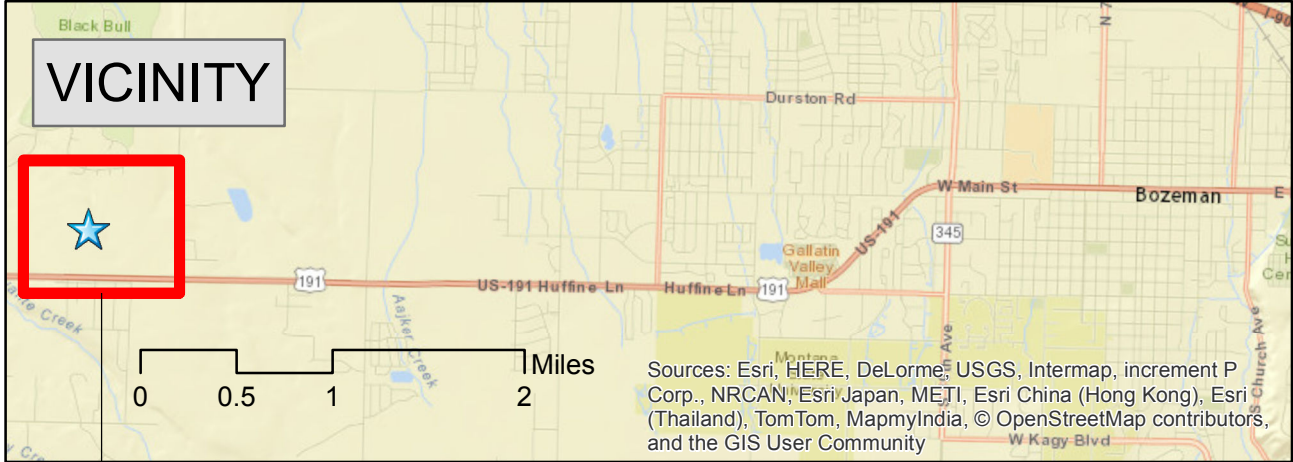 Black Bull
VICINITY
Durston Rd
W Main St
Bozeman
E
345
US-191
Gallatin
Valley
Mall
191
US-191 Huffine Ln
Huffine Ln
191
Aajker Creek
Creek
Miles
0 0.5 1 2
Ave
S Church Ave
Montana
Sources: Esri, HERE, DeLorme, USGS, Intermap, increment P
Corp., NRCAN, Esri Japan, METI, Esri China (Hong Kong), Esri
(Thailand), TomTom, MapmyIndia, © OpenStreetMap contributors,
and the GIS User Community
W Kagy Blvd